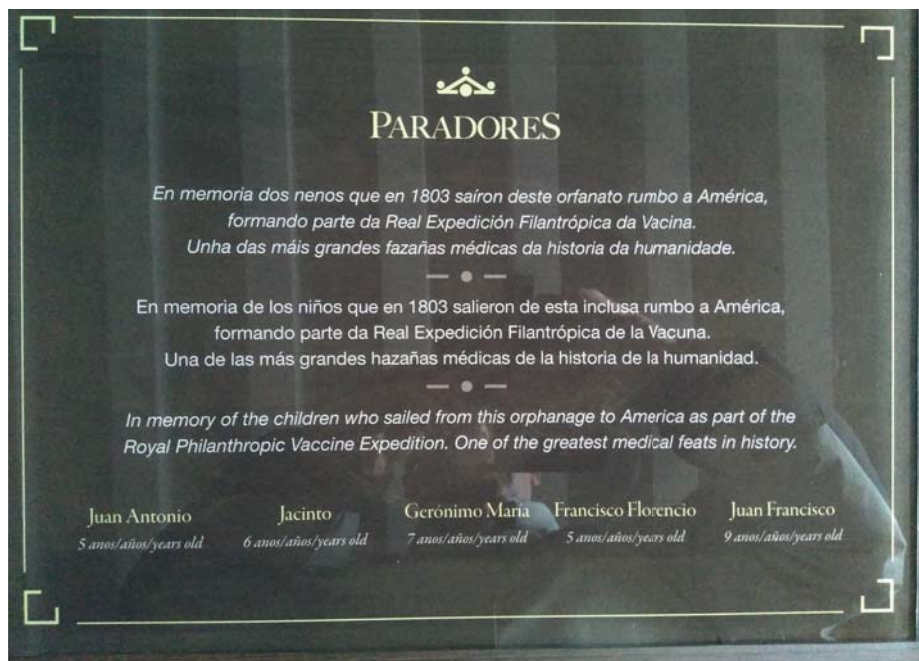 PARADORES
En memoria dos nenos que en 1803 saíron deste orfanato rumbo a América,
formando parte da Real Expedición Filantrópica da Vacina.
Unha das máis grandes fazañas médicas da historia da humanidade.
En memoria de los niños que en 1803 salieron de esta inclusa rumbo a América,
formando parte da Real Expedición Filantrópica de la Vacuna.
Una de las más grandes hazañas médicas de la historia de la humanidad.
In memory of the children who sailed from this orphanage to America as part of the
Royal Philanthropic Vaccine Expedition. One of the greatest medical feats in history.
Juan Antonio Jacinto Gerónimo María Francisco Florencio Juan Francisco
5 anos/años/years old 6 anos/años/years old 7 anos/años/years old 5 anos/años/years old 9 anos/años/years old